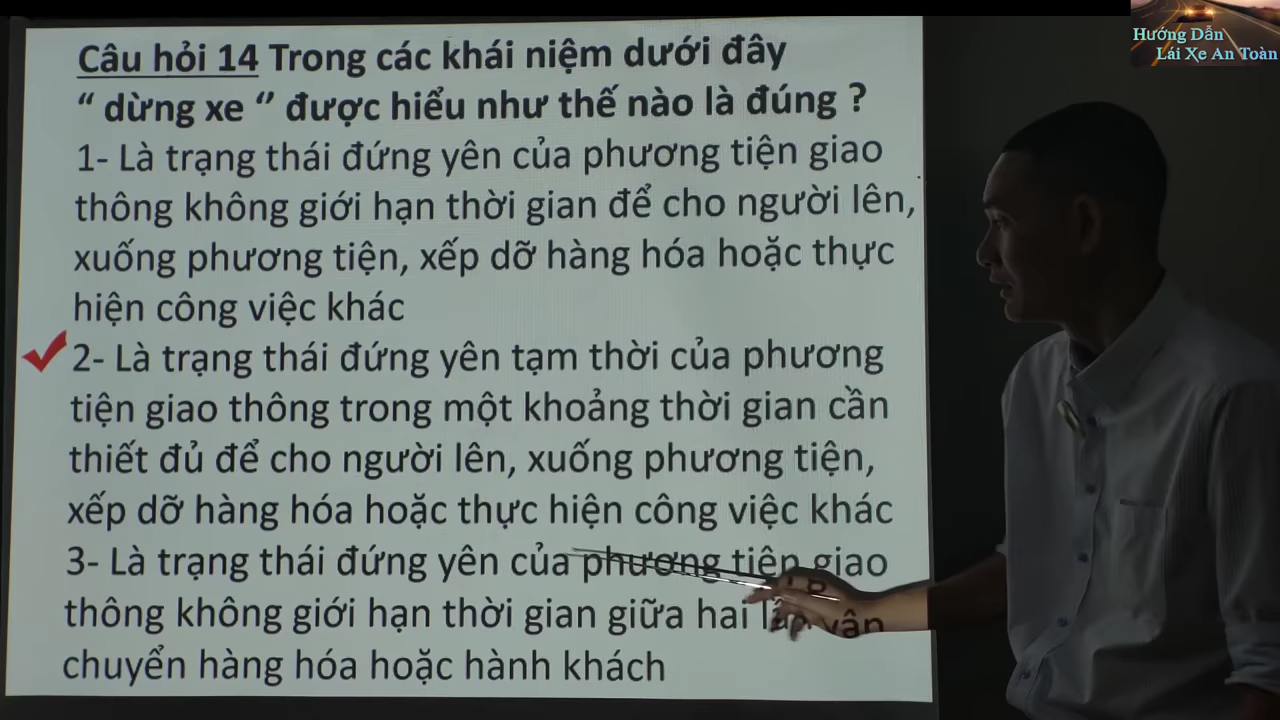 Hướng Dẫn
Lái Xe An Toàn
Câu hỏi 14 Trong các khái niệm dưới đây
“ dừng xe ‘’ được hiểu như thế nào là đúng ?
1- Là trạng thái đứng yên của phương tiện giao
thông không giới hạn thời gian để cho người lên,
xuống phương tiện, xếp dỡ hàng hóa hoặc thực
hiện công việc khác
2- Là trạng thái đứng yên tạm thời của phương
tiện giao thông trong một khoảng thời gian cần
thiết đủ để cho người lên, xuống phương tiện,
xếp dỡ hàng hóa hoặc thực hiện công việc khác
3- Là trạng thái đứng yên của phương tiện giao
thông không giới hạn thời gian giữa hai lần vận
chuyển hàng hóa hoặc hành khách